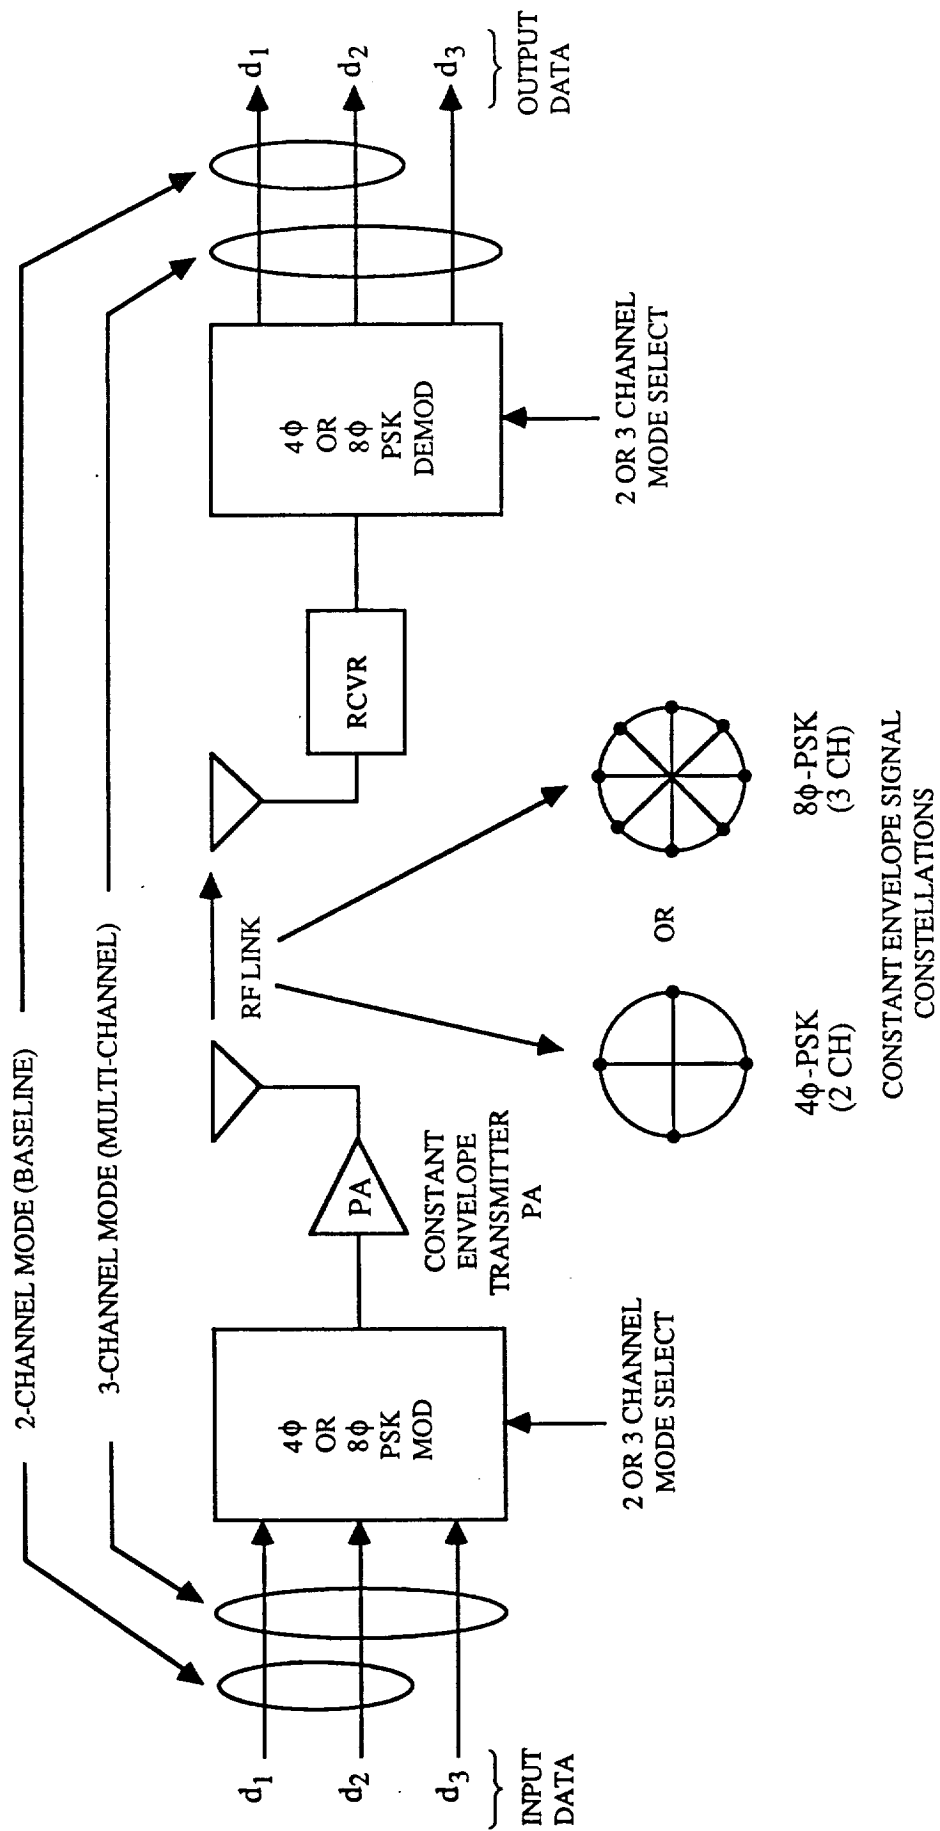 2-CHANNEL MODE (BASELINE)
3-CHANNEL MODE (MULTI-CHANNEL)
d1
d2
d3
INPUT
DATA
4ϕ
OR
8ϕ
PSK
MOD
2 OR 3 CHANNEL
MODE SELECT
PA
CONSTANT
ENVELOPE
TRANSMITTER
PA
RF LINK
RCVR
4ϕ
OR
8ϕ
PSK
DEMOD
2 OR 3 CHANNEL
MODE SELECT
d1
d2
d3
OUTPUT
DATA
4ϕ-PSK
(2 CH)
OR
8ϕ-PSK
(3 CH)
CONSTANT ENVELOPE SIGNAL
CONSTELLATIONS